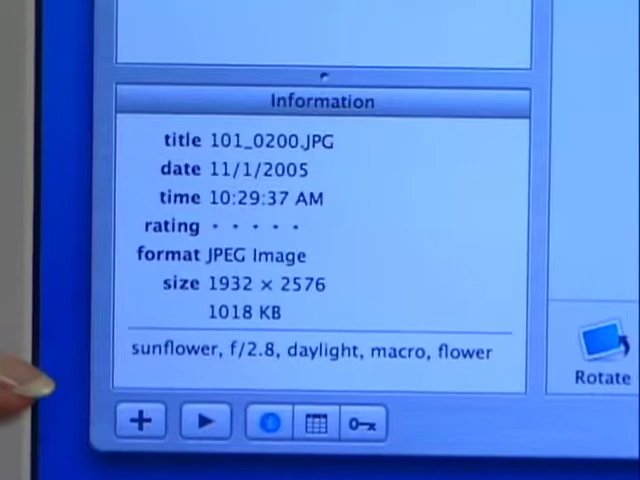 Information
title 101_0200.JPG
date 11/1/2005
time 10:29:37 AM
rating · · · · ·
format JPEG Image
size 1932 × 2576
1018 KB
sunflower, f/2.8, daylight, macro, flower
Rotate